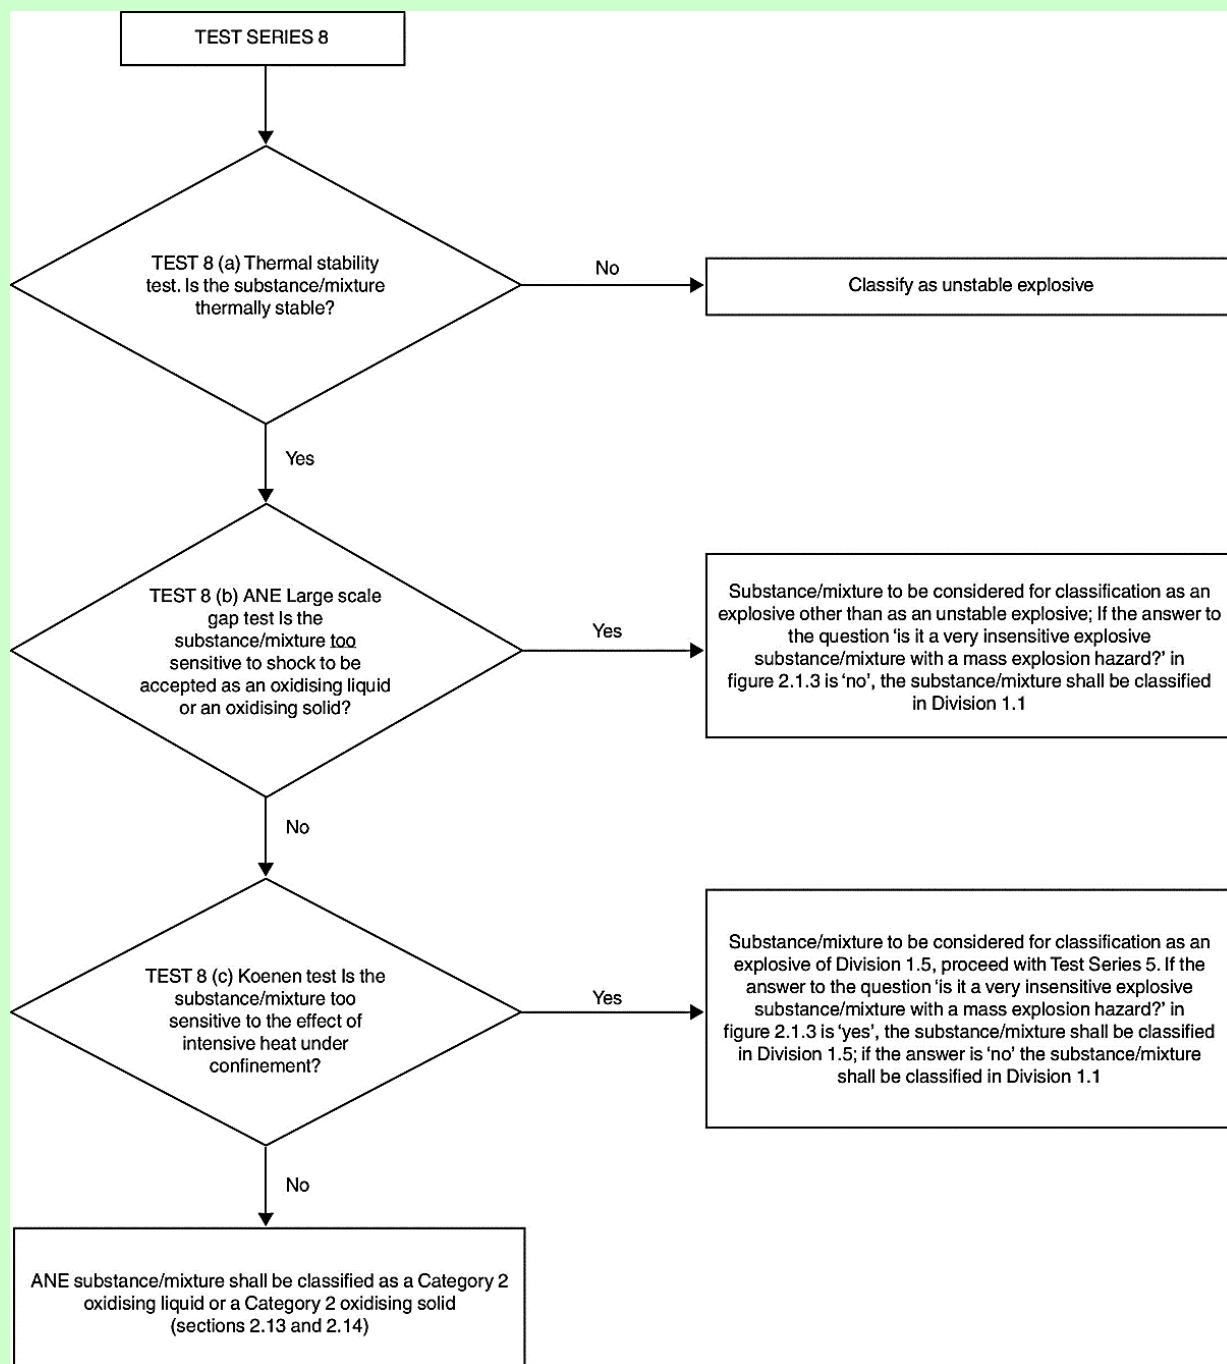 TEST SERIES 8
TEST 8 (a) Thermal stability
test. Is the substance/mixture
thermally stable?
No
Classify as unstable explosive
Yes
TEST 8 (b) ANE Large scale
gap test Is the
substance/mixture too
sensitive to shock to be
accepted as an oxidising liquid
or an oxidising solid?
Yes
Substance/mixture to be considered for classification as an
explosive other than as an unstable explosive; If the answer to
the question ‘is it a very insensitive explosive
substance/mixture with a mass explosion hazard?’ in
figure 2.1.3 is ‘no’, the substance/mixture shall be classified
in Division 1.1
No
TEST 8 (c) Koenen test Is the
substance/mixture too
sensitive to the effect of
intensive heat under
confinement?
Yes
Substance/mixture to be considered for classification as an
explosive of Division 1.5, proceed with Test Series 5. If the
answer to the question ‘is it a very insensitive explosive
substance/mixture with a mass explosion hazard?’ in
figure 2.1.3 is ‘yes’, the substance/mixture shall be classified
in Division 1.5; if the answer is ‘no’ the substance/mixture
shall be classified in Division 1.1
No
ANE substance/mixture shall be classified as a Category 2
oxidising liquid or a Category 2 oxidising solid
(sections 2.13 and 2.14)